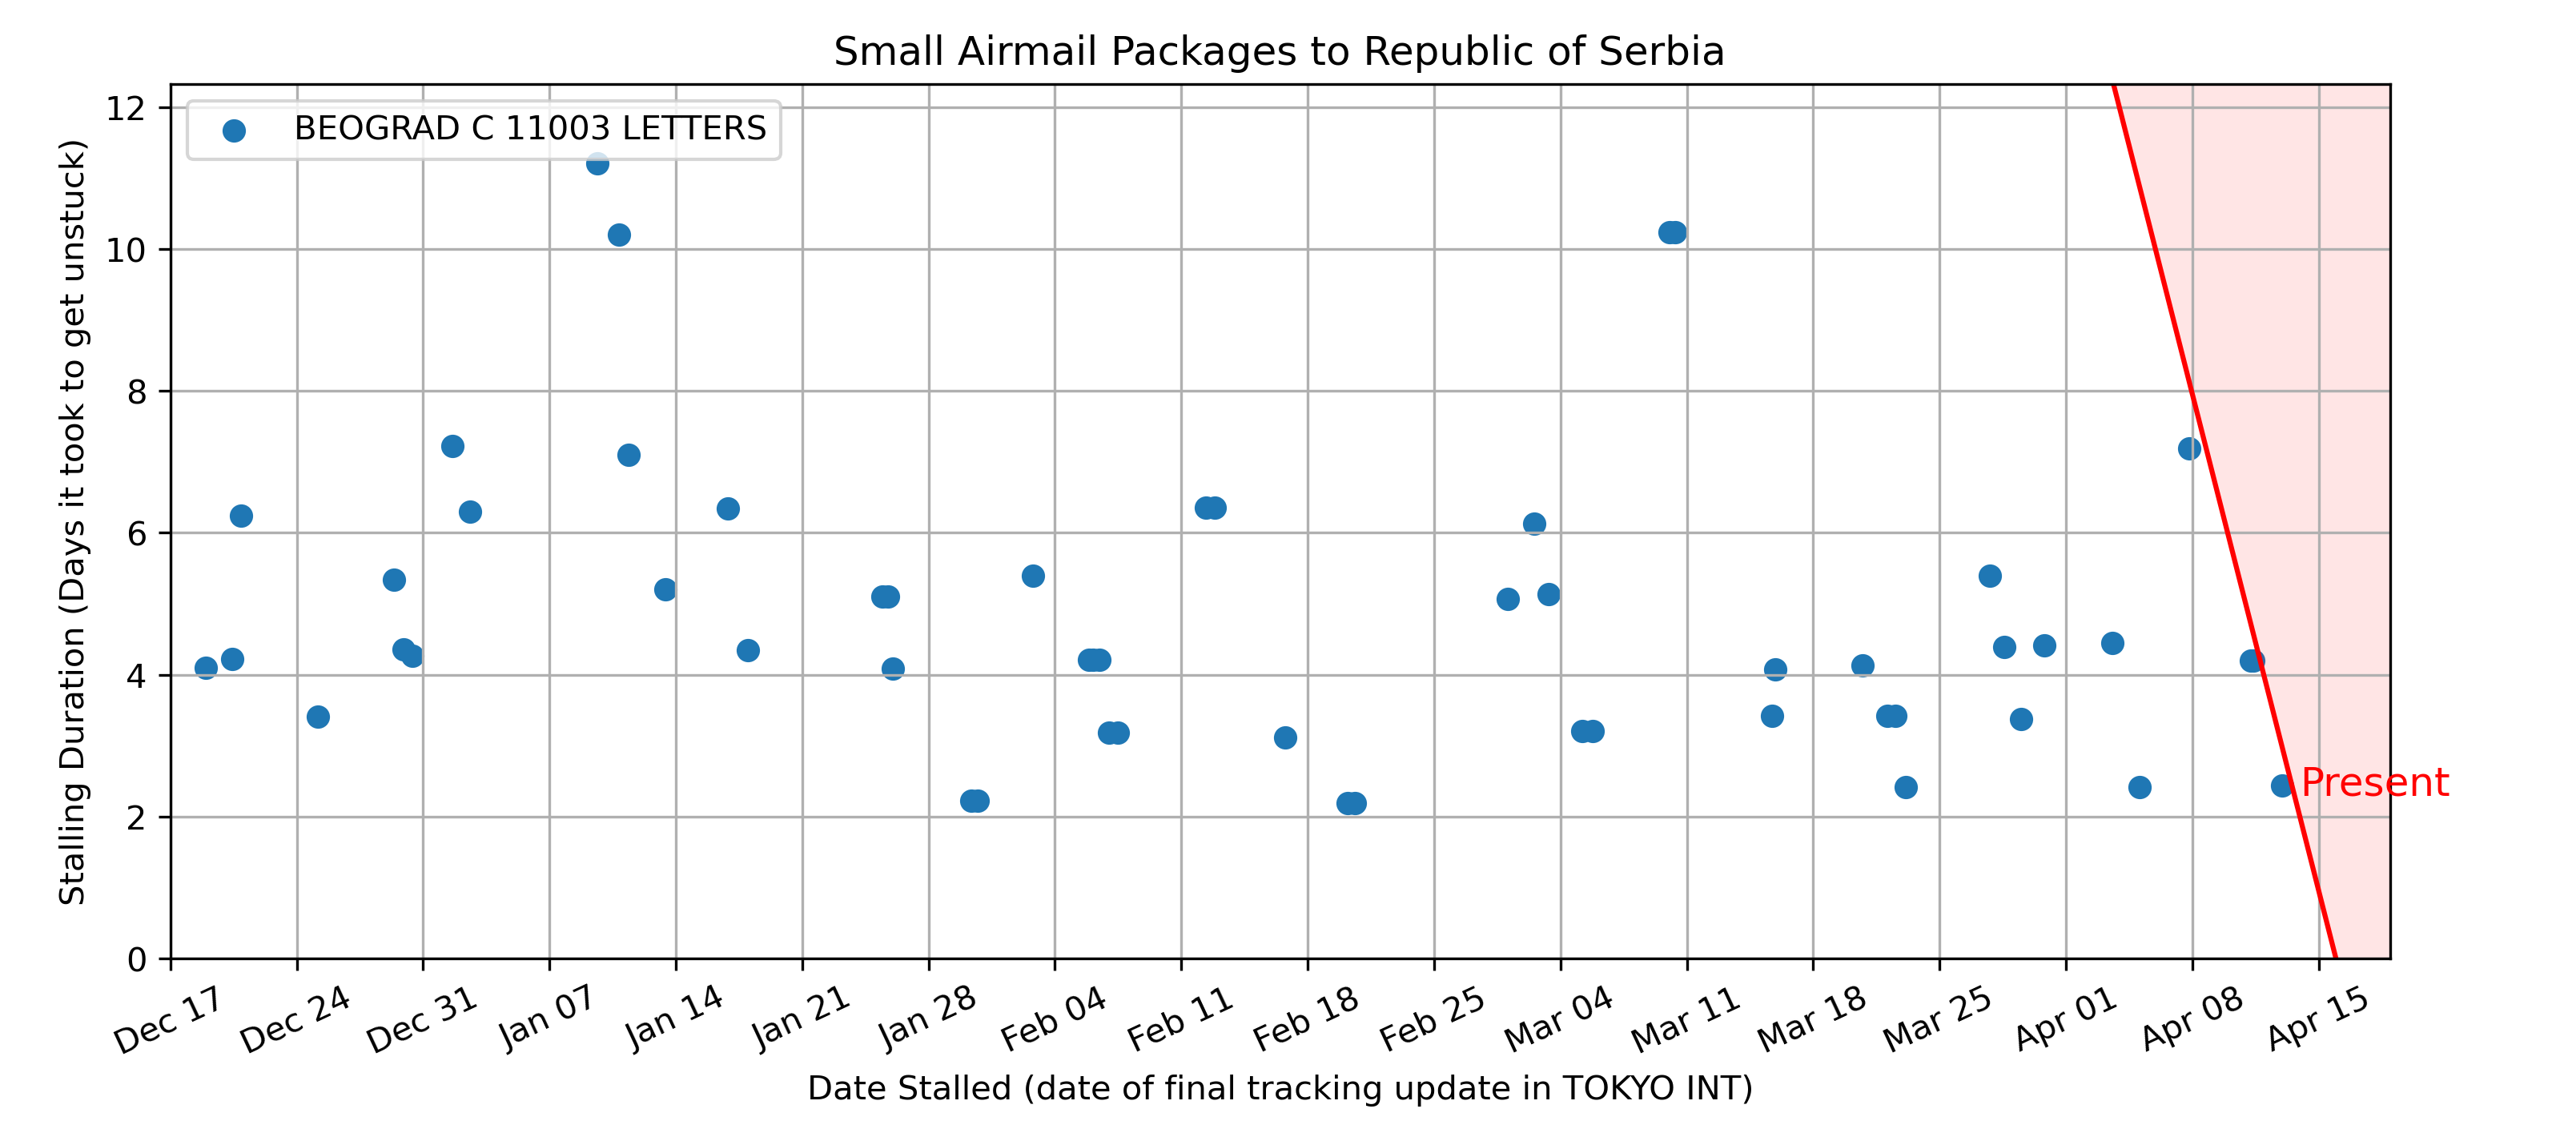 Small Airmail Packages to Republic of Serbia
BEOGRAD C 11003 LETTERS
Stalling Duration (Days it took to get unstuck)
12
10
8
6
4
2
0
Present
Dec 17
Dec 24
Dec 31
Jan 07
Jan 14
Jan 21
Jan 28
Feb 04
Feb 11
Feb 18
Feb 25
Mar 04
Mar 11
Mar 18
Mar 25
Apr 01
Apr 08
Apr 15
Date Stalled (date of final tracking update in TOKYO INT)